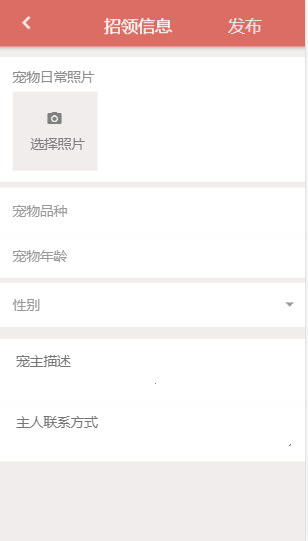 招领信息 发布
宠物日常照片
选择照片
宠物品种
宠物年龄
性别
宠主描述
主人联系方式